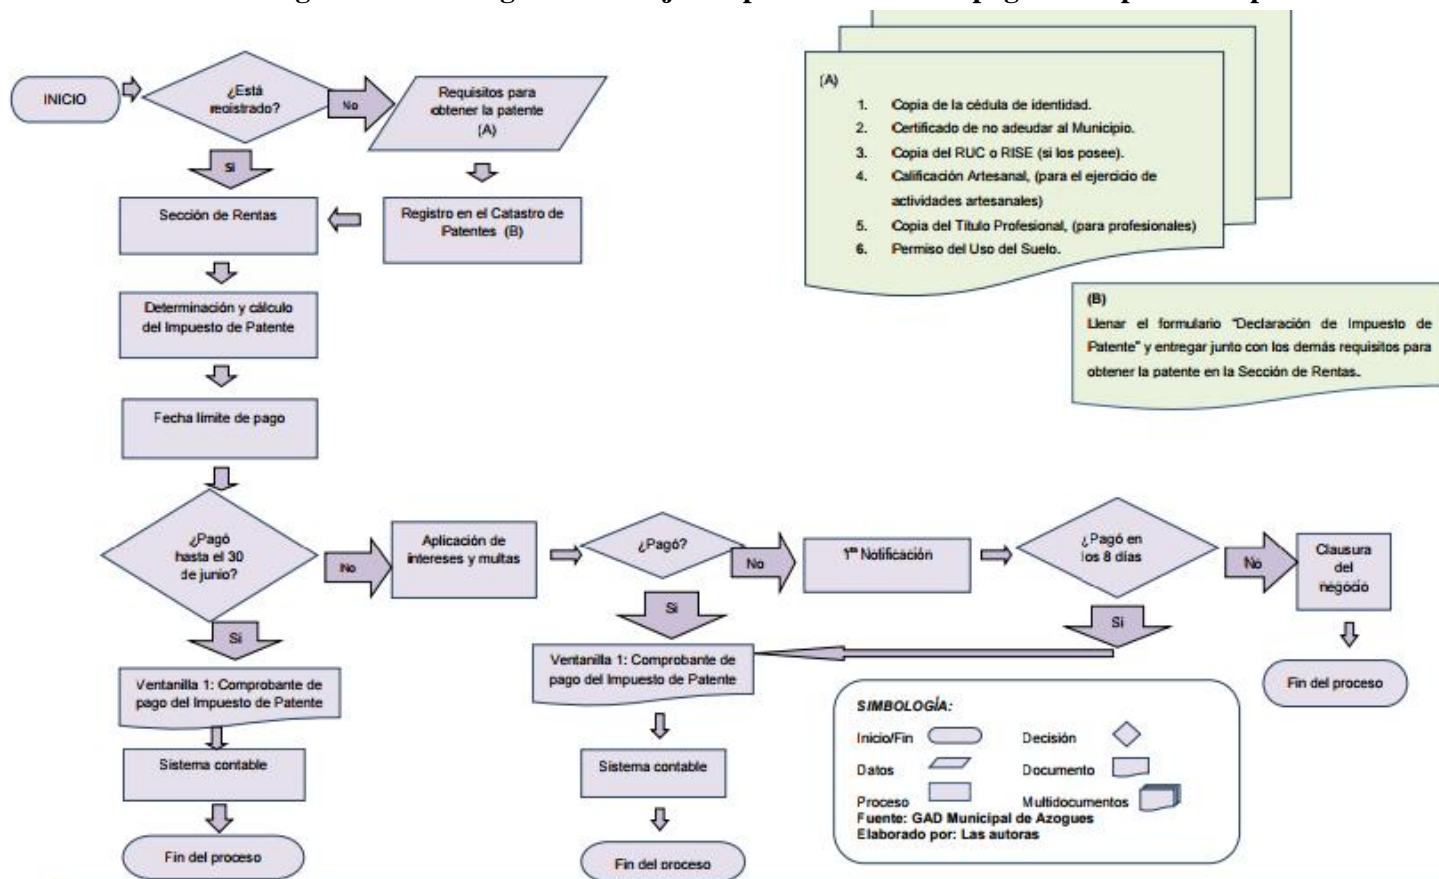 INICIO
¿Está
registrado?
No
Requisitos para
obtener la patente
(A)
Si
Sección de Rentas
Registro en el Catastro de
Patentes (B)
Determinación y cálculo
del Impuesto de Patente
Fecha límite de pago
¿Pagó
hasta el 30
de junio?
No
Aplicación de
intereses y multas
¿Pagó?
No
1ra Notificación
¿Pagó en
los 8 días
No
Clausura
del
negocio
Fin del proceso
Si
Ventanilla 1: Comprobante de
pago del Impuesto de Patente
Sistema contable
Fin del proceso
Si
Si
Ventanilla 1: Comprobante de
pago del Impuesto de Patente
Sistema contable
Fin del proceso
(A)
1. Copia de la cédula de identidad.
2. Certificado de no adeudar al Municipio.
3. Copia del RUC o RISE (si los posee).
4. Calificación Artesanal, (para el ejercicio de
actividades artesanales)
5. Copia del Título Profesional, (para profesionales)
6. Permiso del Uso del Suelo.
(B)
Llenar el formulario "Declaración de Impuesto de
Patente" y entregar junto con los demás requisitos para
obtener la patente en la Sección de Rentas.
SIMBOLOGÍA:
Inicio/Fin
Decisión
Datos
Documento
Proceso
Multidocumentos
Fuente: GAD Municipal de Azogues
Elaborado por: Las autoras